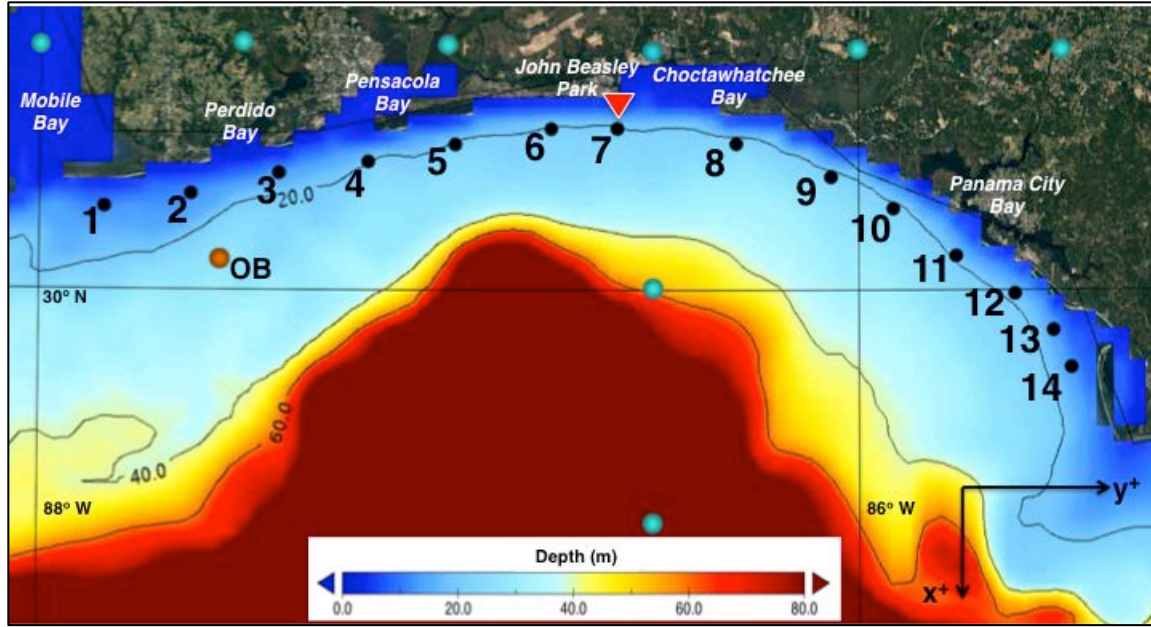 Mobile
Bay
Perdido
Bay
Pensacola
Bay
John Beasley
Park
Choctawhatchee
Bay
Panama City
Bay
1
2
3
4
5
6
7
8
9
10
11
12
13
14
20.0
OB
30° N
60.0
40.0
88° W
86° W
y+
x+
Depth (m)
0.0 20.0 40.0 60.0 80.0